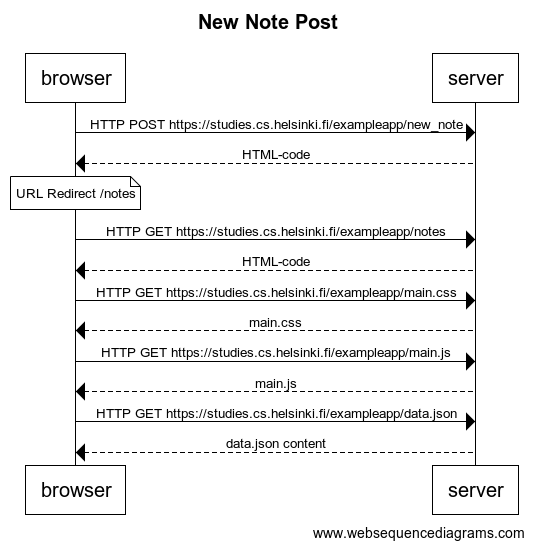 New Note Post
browser
server
HTTP POST https://studies.cs.helsinki.fi/exampleapp/new_note
HTML-code
URL Redirect /notes
HTTP GET https://studies.cs.helsinki.fi/exampleapp/notes
HTML-code
HTTP GET https://studies.cs.helsinki.fi/exampleapp/main.css
main.css
HTTP GET https://studies.cs.helsinki.fi/exampleapp/main.js
main.js
HTTP GET https://studies.cs.helsinki.fi/exampleapp/data.json
data.json content
browser
server
www.websequencediagrams.com